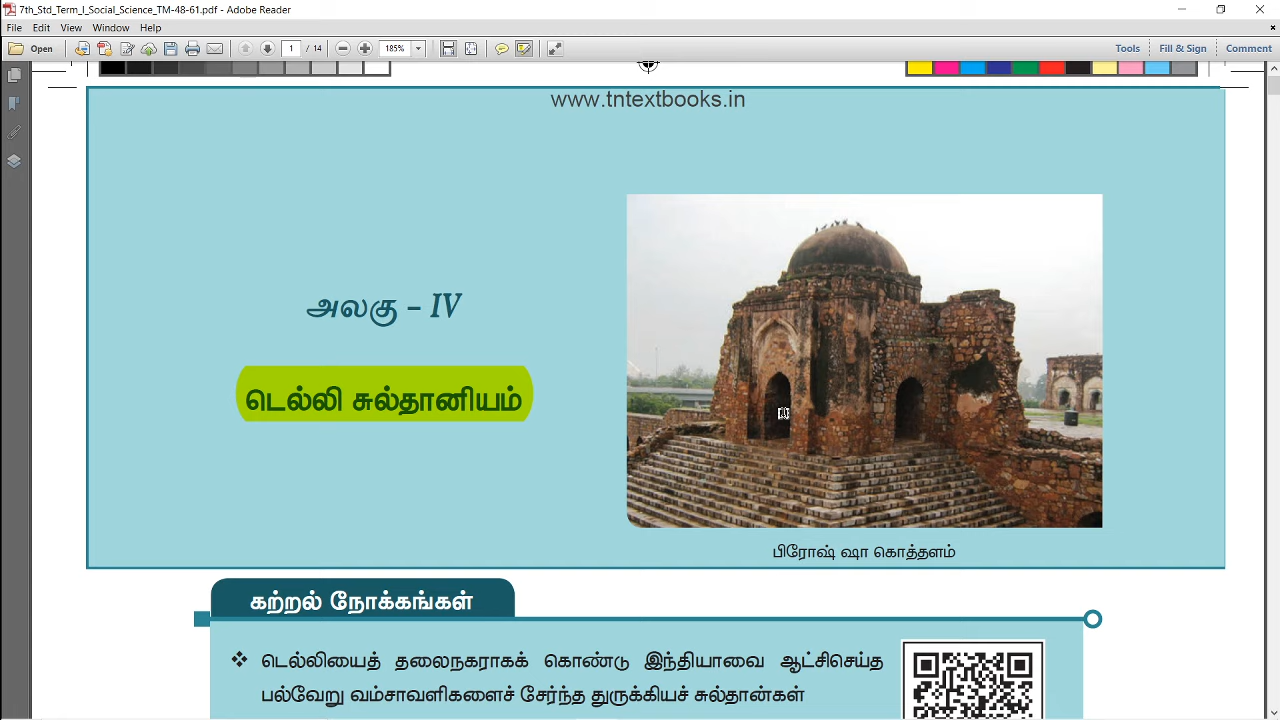 7th_Std_Term_I_Social_Science_TM-48-61.pdf - Adobe Reader
File Edit View Window Help
Open 1 / 14 185% Tools Fill & Sign Comment
www.tntextbooks.in
அலகு – IV
டெல்லி சுல்தானியம்
பிரோஷ் ஷா கொத்தளம்
கற்றல் நோக்கங்கள்
❖ டெல்லியைத் தலைநகராகக் கொண்டு இந்தியாவை ஆட்சிசெய்த
பல்வேறு வம்சாவளிகளைச் சேர்ந்த துருக்கியச் சுல்தான்கள்